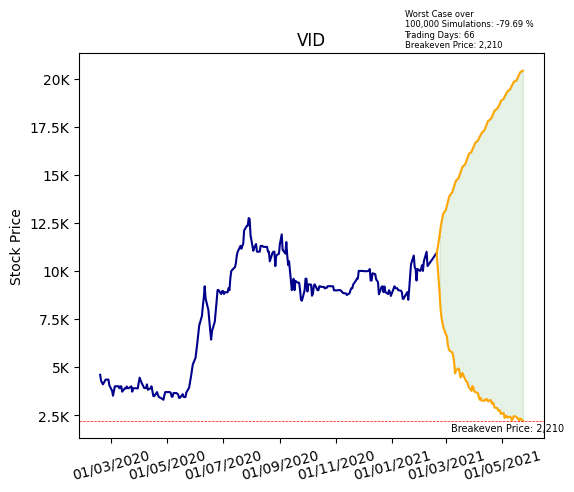 Worst Case over
100,000 Simulations: -79.69 %
Trading Days: 66
Breakeven Price: 2,210
VID
Stock Price
20K
17.5K
15K
12.5K
10K
7.5K
5K
2.5K
Breakeven Price: 2,210
01/03/2020
01/05/2020
01/07/2020
01/09/2020
01/11/2020
01/01/2021
01/03/2021
01/05/2021